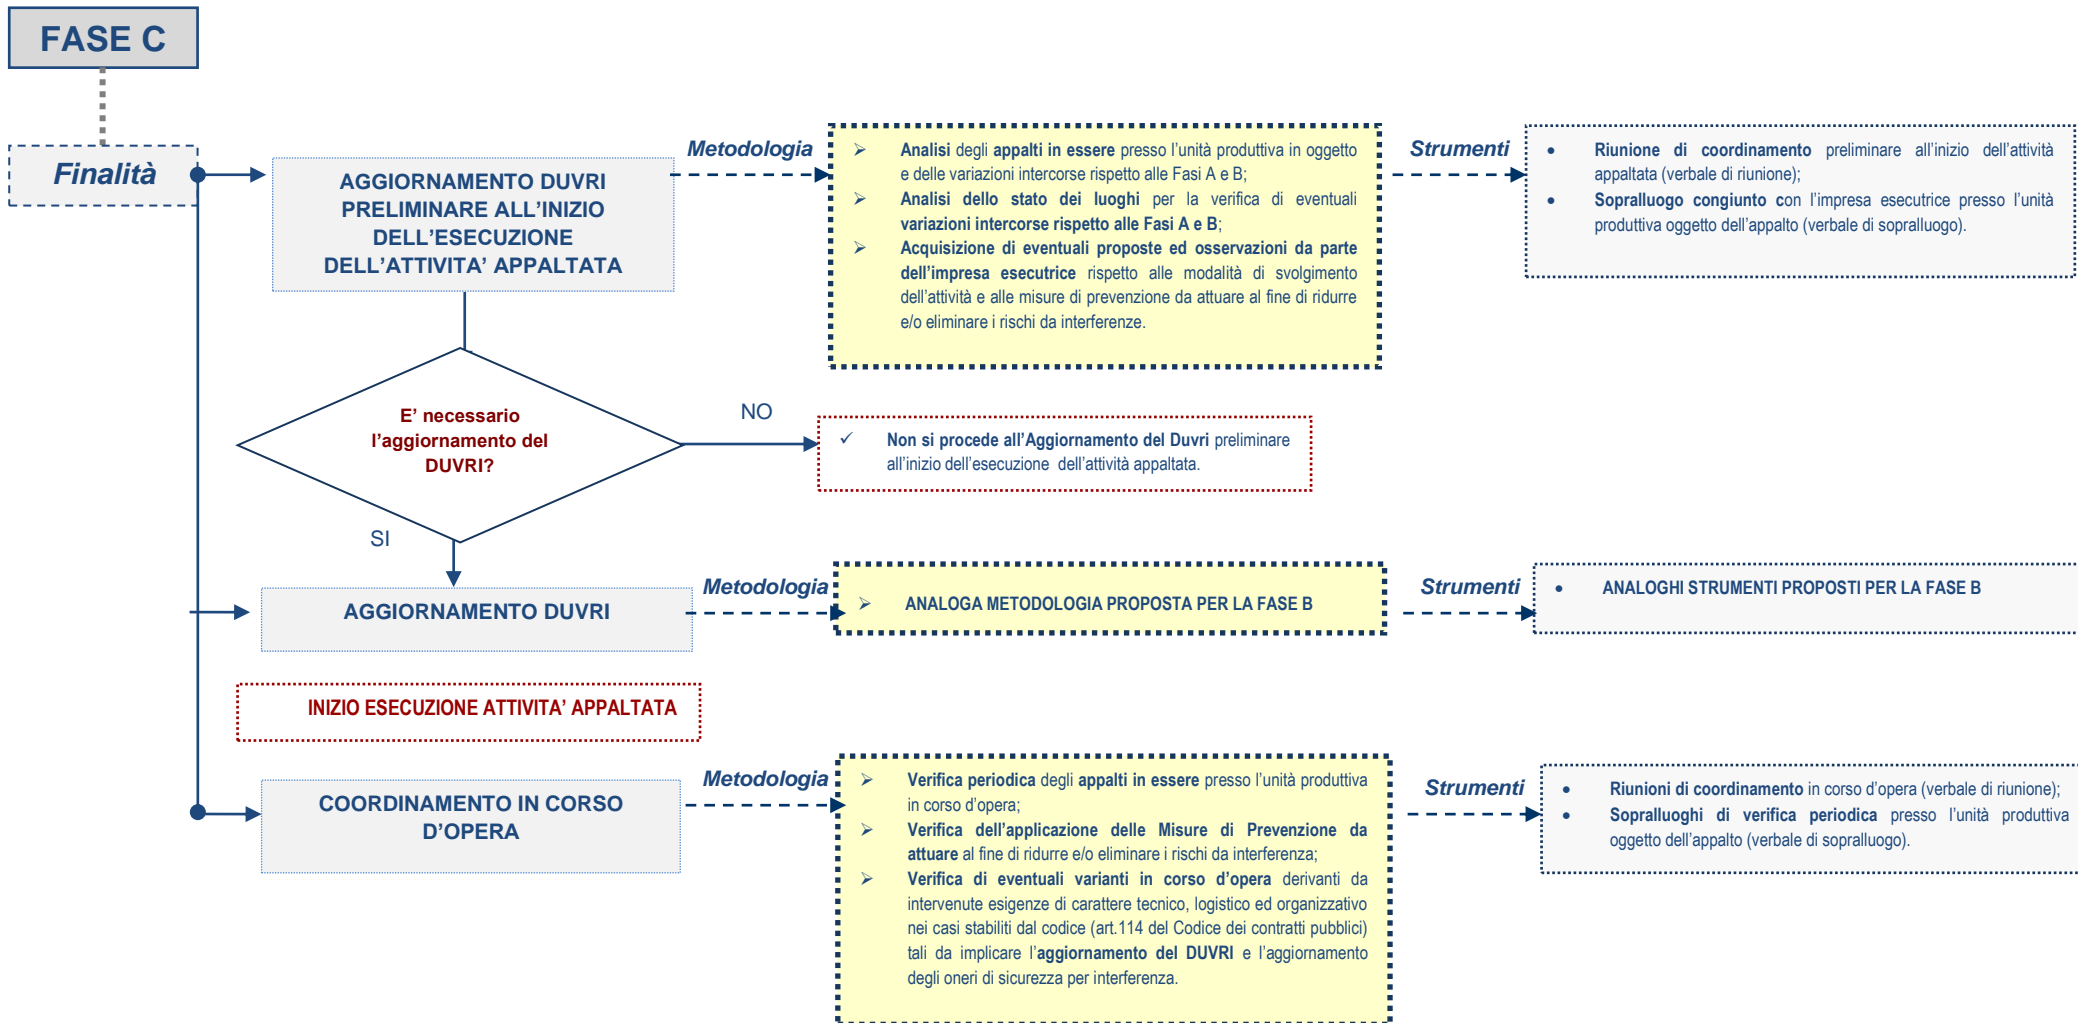 FASE C
Finalità
AGGIORNAMENTO DUVRI
PRELIMINARE ALL’INIZIO
DELL’ESECUZIONE
DELL’ATTIVITA’ APPALTATA
Metodologia
➢ Analisi degli appalti in essere presso l’unità produttiva in oggetto
e delle variazioni intercorse rispetto alle Fasi A e B;
➢ Analisi dello stato dei luoghi per la verifica di eventuali
variazioni intercorse rispetto alle Fasi A e B;
➢ Acquisizione di eventuali proposte ed osservazioni da parte
dell’impresa esecutrice rispetto alle modalità di svolgimento
dell’attività e alle misure di prevenzione da attuare al fine di ridurre
e/o eliminare i rischi da interferenze.
Strumenti
• Riunione di coordinamento preliminare all’inizio dell’attività
appaltata (verbale di riunione);
• Sopralluogo congiunto con l’impresa esecutrice presso l’unità
produttiva oggetto dell’appalto (verbale di sopralluogo).
E’ necessario
l’aggiornamento del
DUVRI?
NO
✓ Non si procede all’Aggiornamento del Duvri preliminare
all’inizio dell’esecuzione dell’attività appaltata.
SI
AGGIORNAMENTO DUVRI
Metodologia
➢ ANALOGA METODOLOGIA PROPOSTA PER LA FASE B
Strumenti
• ANALOGHI STRUMENTI PROPOSTI PER LA FASE B
INIZIO ESECUZIONE ATTIVITA’ APPALTATA
COORDINAMENTO IN CORSO
D’OPERA
Metodologia
➢ Verifica periodica degli appalti in essere presso l’unità produttiva
in corso d’opera;
➢ Verifica dell’applicazione delle Misure di Prevenzione da
attuare al fine di ridurre e/o eliminare i rischi da interferenza;
➢ Verifica di eventuali varianti in corso d’opera derivanti da
intervenute esigenze di carattere tecnico, logistico ed organizzativo
nei casi stabiliti dal codice (art.114 del Codice dei contratti pubblici)
tali da implicare l’aggiornamento del DUVRI e l’aggiornamento
degli oneri di sicurezza per interferenza.
Strumenti
• Riunioni di coordinamento in corso d’opera (verbale di riunione);
• Sopralluoghi di verifica periodica presso l’unità produttiva
oggetto dell’appalto (verbale di sopralluogo).